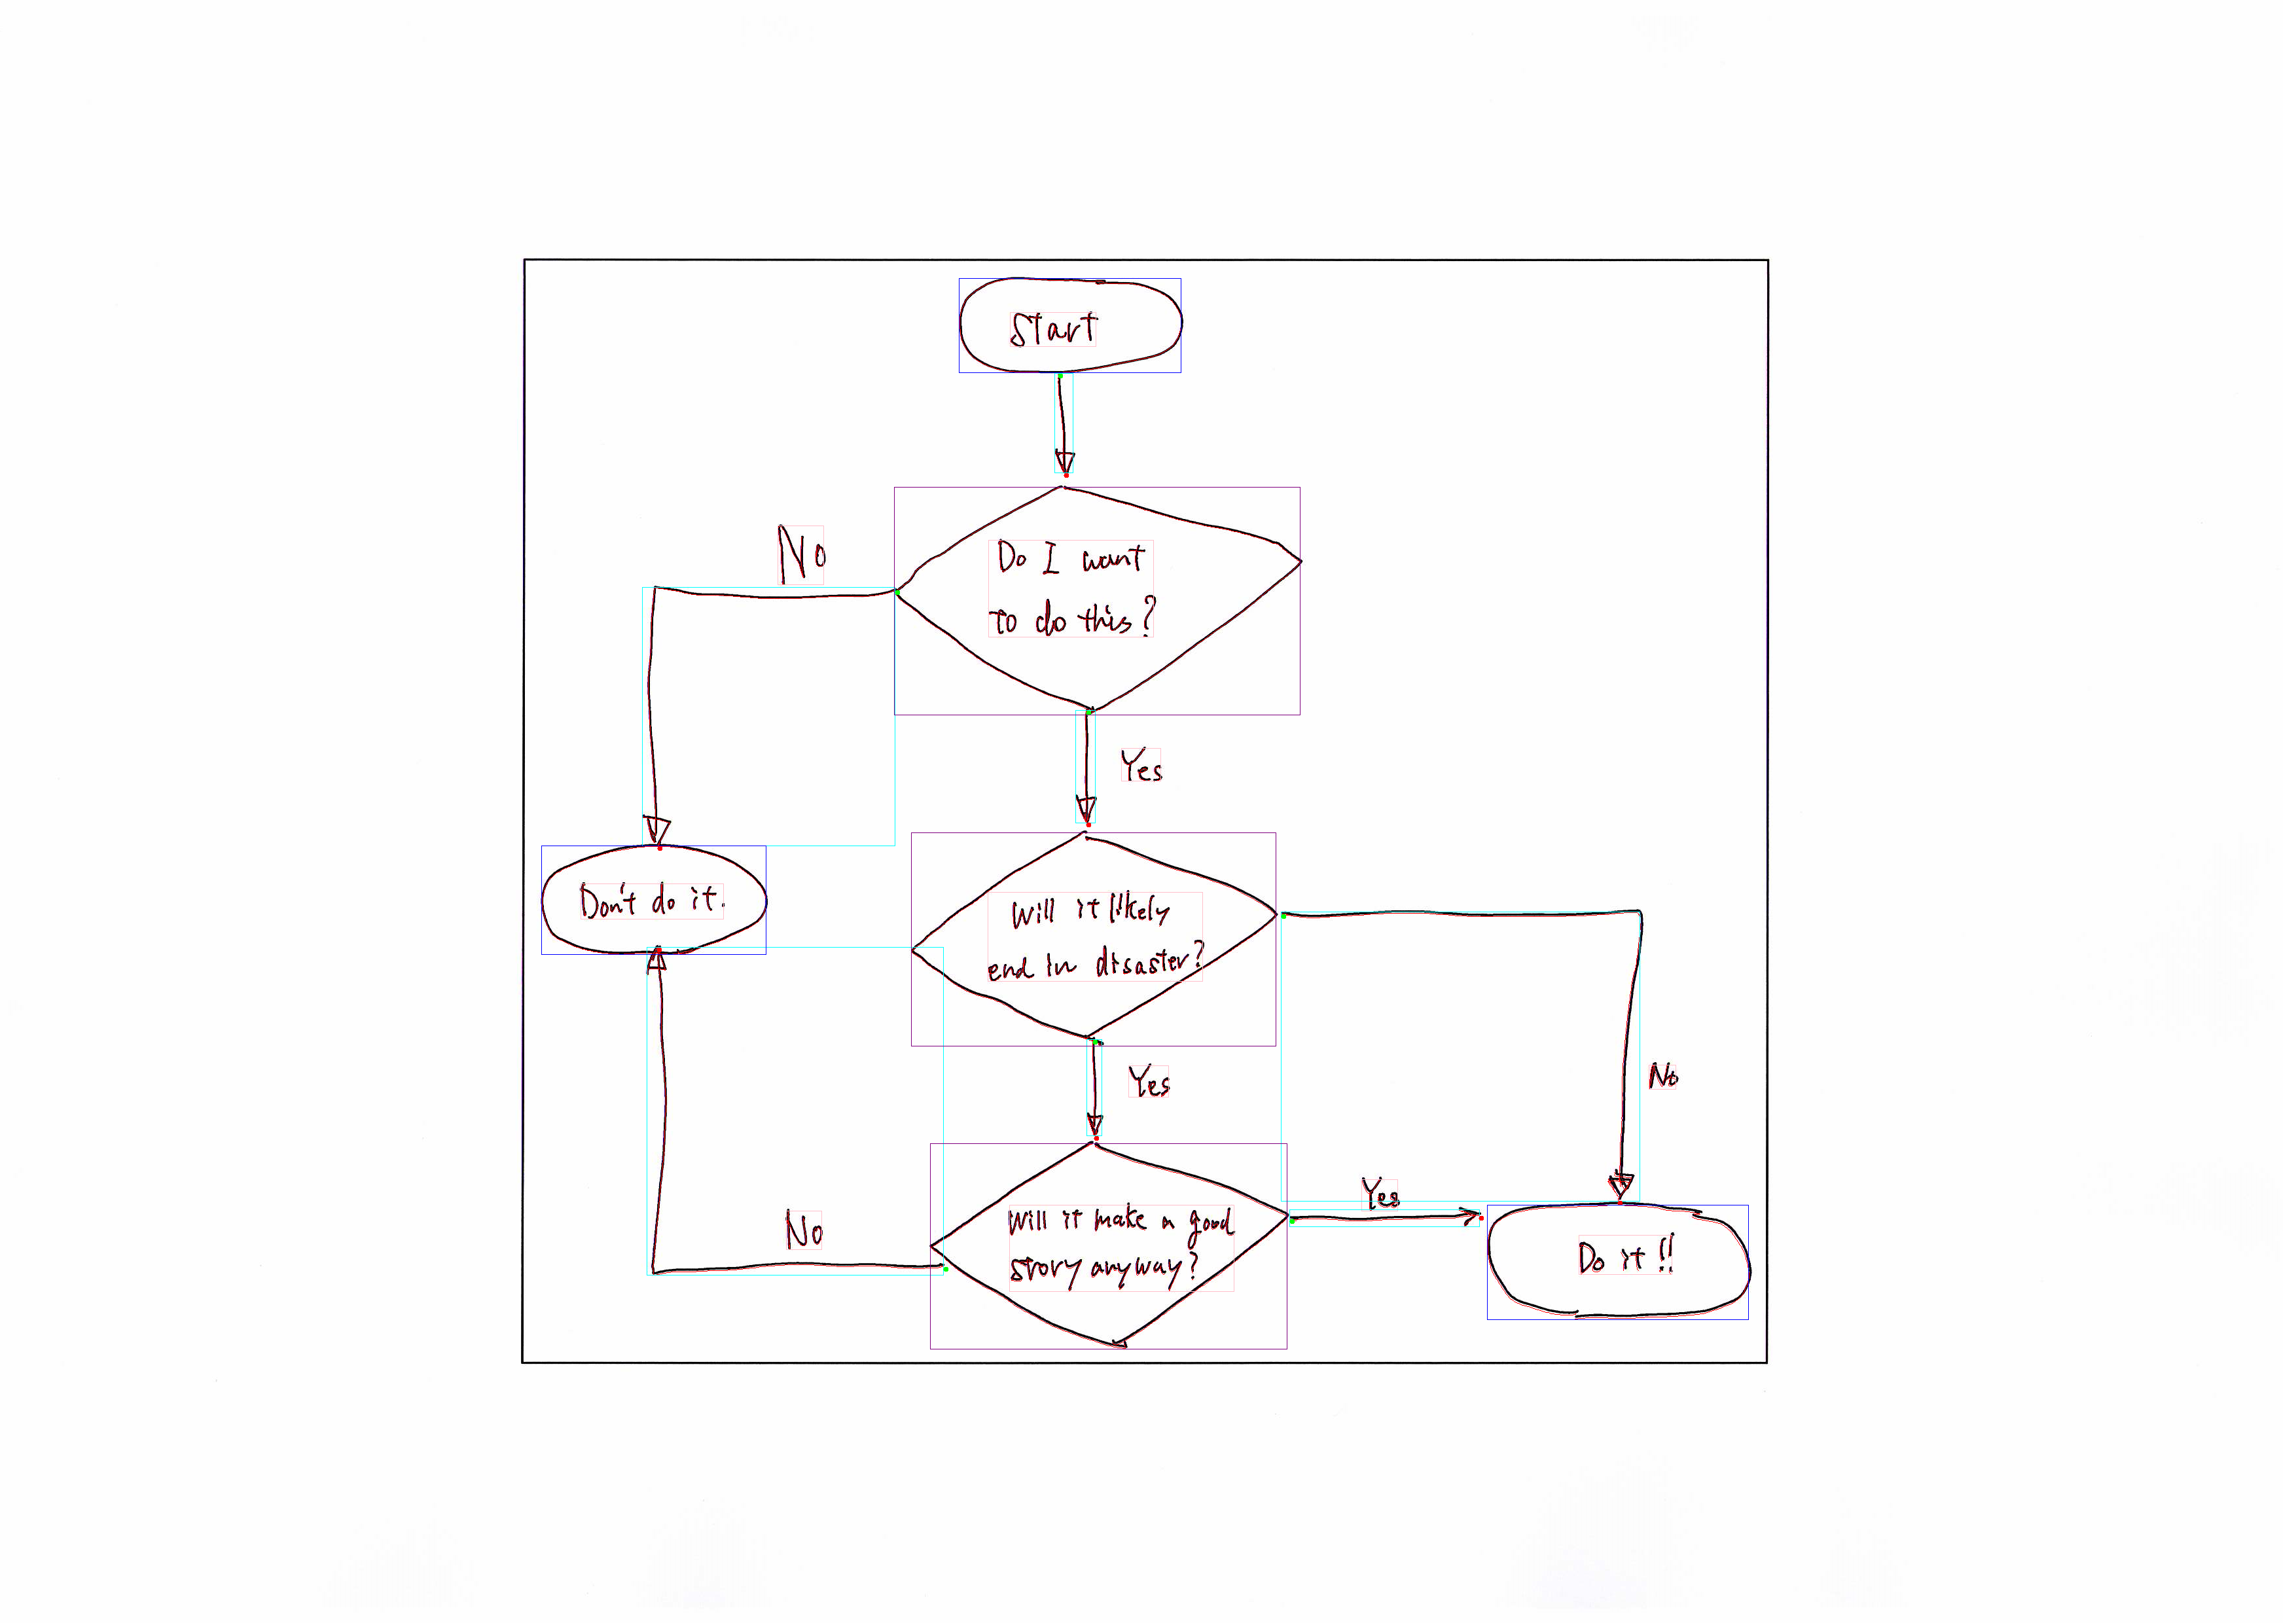 Start
No
Do I want
to do this?
Yes
Don't do it.
Will it likely
end in disaster?
No
Yes
Yes
No
Will it make a good
story anyway?
Do it!!